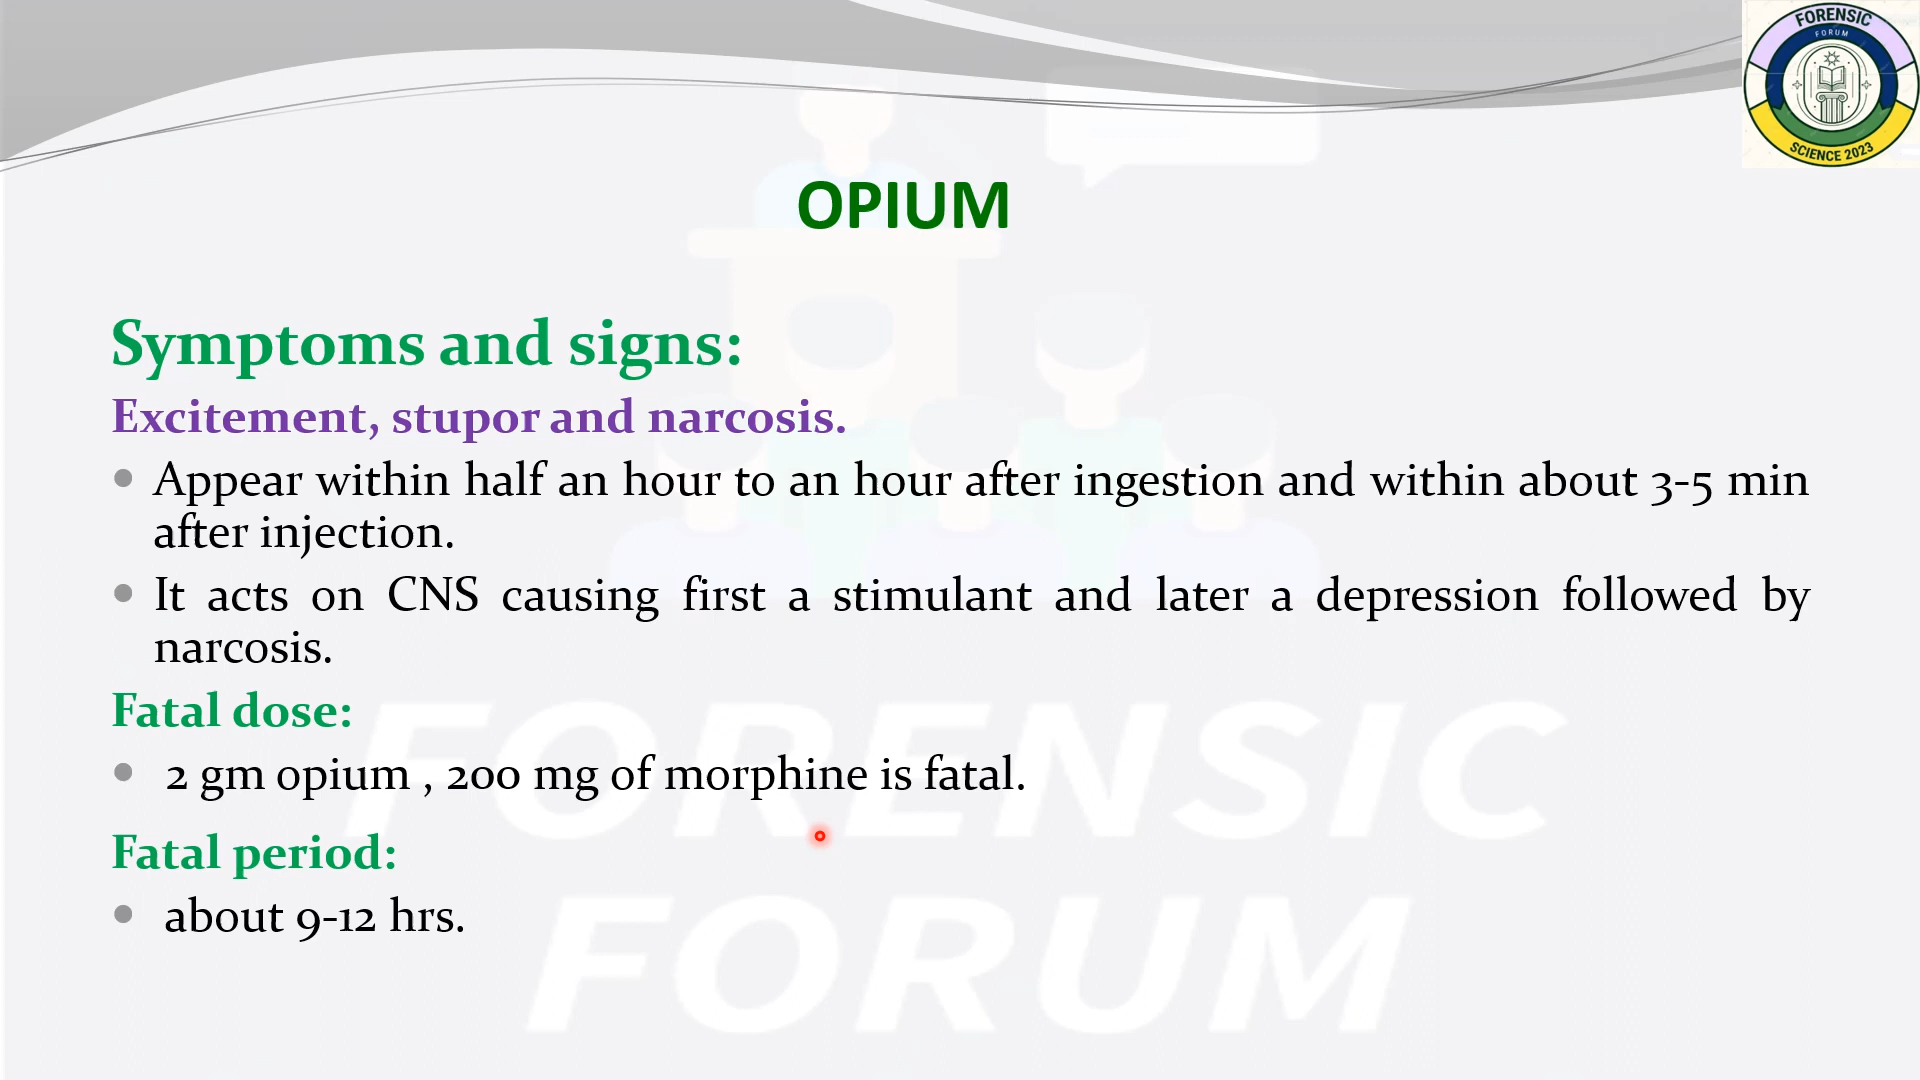 FORENSIC
FORUM
SCIENCE 2023
OPIUM
Symptoms and signs:
Excitement, stupor and narcosis.
• Appear within half an hour to an hour after ingestion and within about 3-5 min
after injection.
• It acts on CNS causing first a stimulant and later a depression followed by
narcosis.
Fatal dose:
• 2 gm opium , 200 mg of morphine is fatal.
Fatal period:
• about 9-12 hrs.
FORENSIC
FORUM